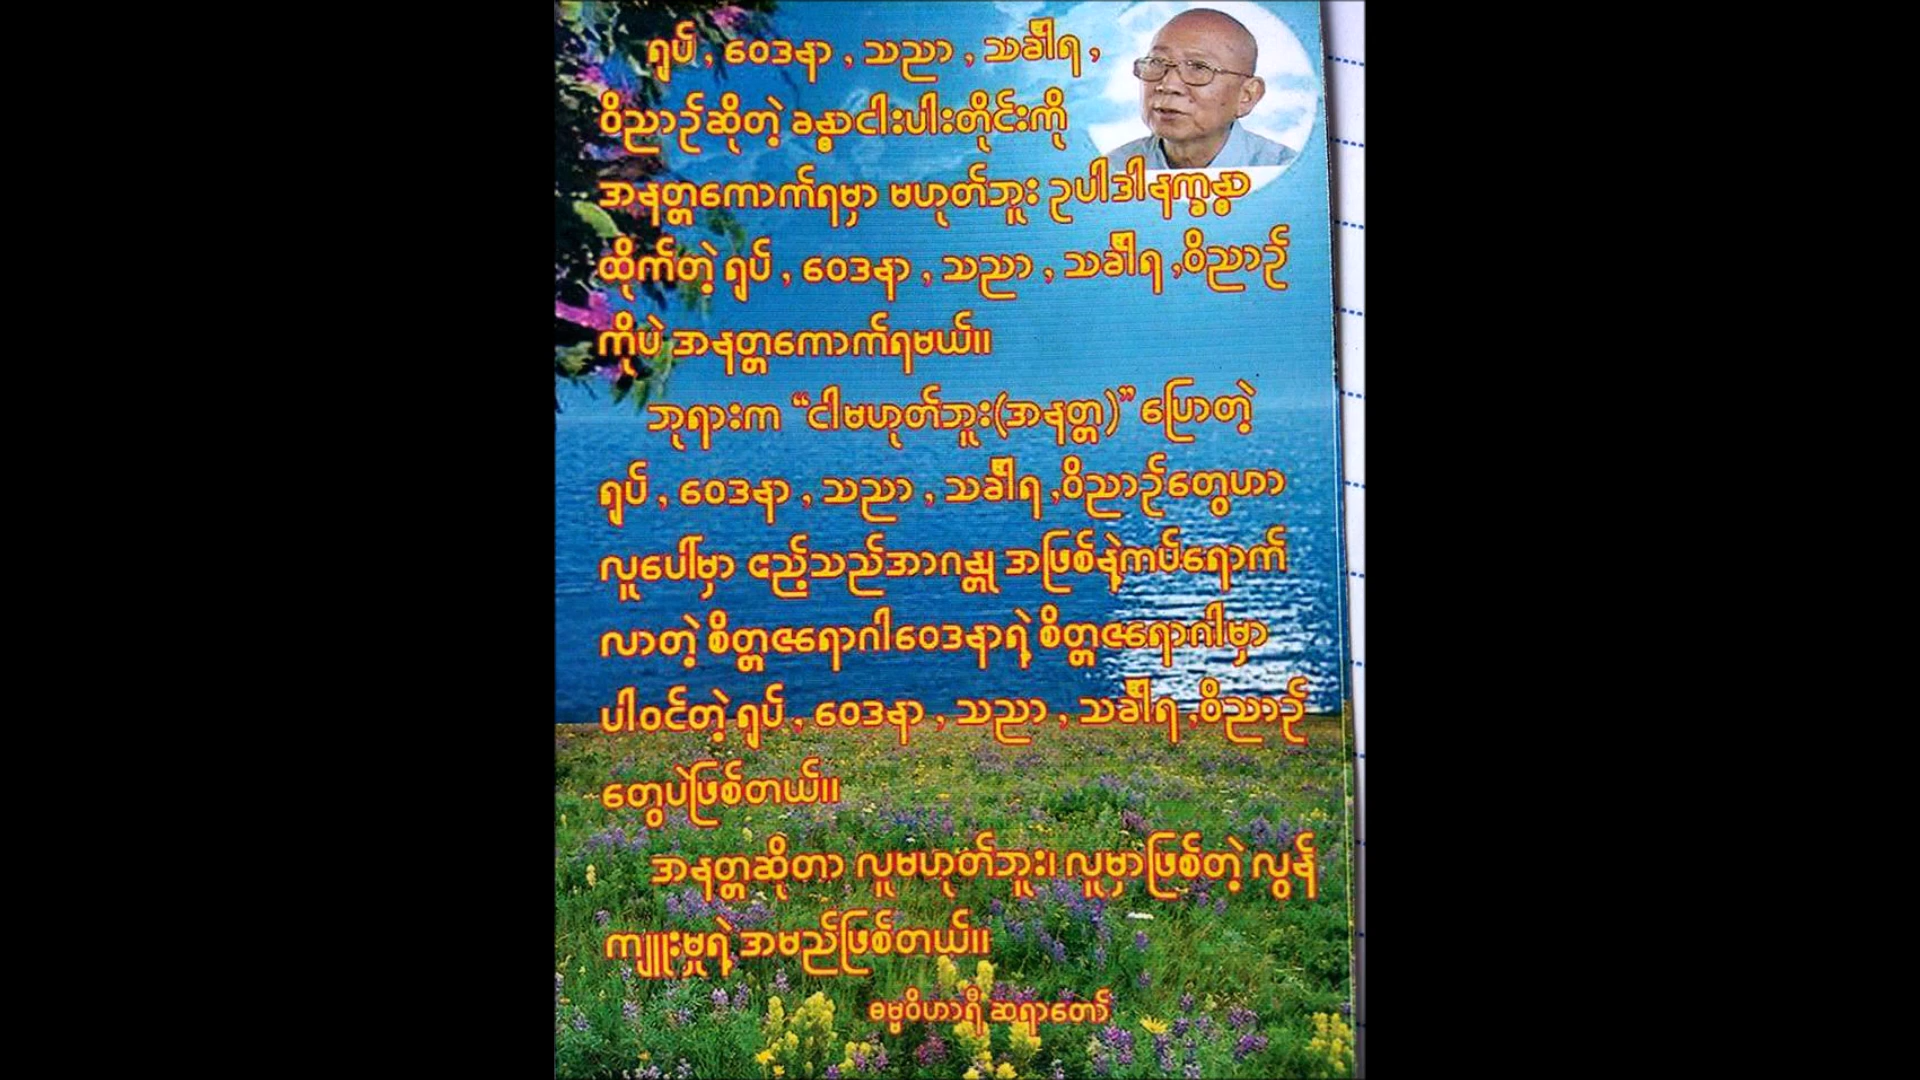 ရုပ် , ဝေဒနာ , သညာ , သင်္ခါရ ,
ဝိညာဉ်ဆိုတဲ့ ခန္ဓာငါးပါးတိုင်းကို
အနတ္တကောက်ရမှာ မဟုတ်ဘူး ဥပါဒါနက္ခန္ဓာ
ထိုက်တဲ့ ရုပ် , ဝေဒနာ , သညာ , သင်္ခါရ ,ဝိညာဉ်
ကိုပဲ အနတ္တကောက်ရမယ်။
ဘုရားက “ငါမဟုတ်ဘူး(အနတ္တ)” ပြောတဲ့
ရုပ် , ဝေဒနာ , သညာ , သင်္ခါရ ,ဝိညာဉ်တွေဟာ
လူပေါ်မှာ ဧည့်သည်အာဂန္တု အဖြစ်နဲ့ကပ်ရောက်
လာတဲ့ စိတ္တဇရောဂါဝေဒနာရဲ့ စိတ္တဇရောဂါမှာ
ပါဝင်တဲ့ ရုပ် , ဝေဒနာ , သညာ , သင်္ခါရ ,ဝိညာဉ်
တွေပဲဖြစ်တယ်။
အနတ္တဆိုတာ လူမဟုတ်ဘူး၊ လူမှာဖြစ်တဲ့ လွန်
ကျူးမှုရဲ့ အမည်ဖြစ်တယ်။
ဓမ္မဝိဟာရီ ဆရာတော်